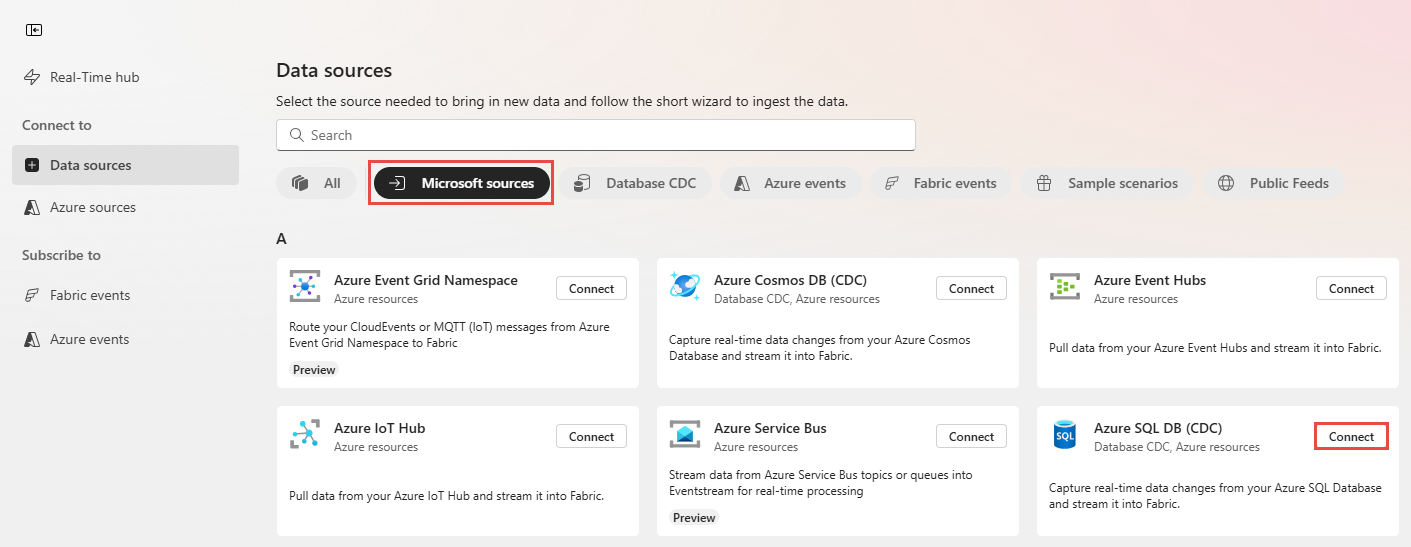 Real-Time hub
Connect to
Data sources
Azure sources
Subscribe to
Fabric events
Azure events
Data sources
Select the source needed to bring in new data and follow the short wizard to ingest the data.
Search
All
Microsoft sources
Database CDC
Azure events
Fabric events
Sample scenarios
Public Feeds
A
Azure Event Grid Namespace
Azure resources
Connect
Route your CloudEvents or MQTT (IoT) messages from Azure
Event Grid Namespace to Fabric
Preview
Azure Cosmos DB (CDC)
Database CDC, Azure resources
Connect
Capture real-time data changes from your Azure Cosmos
Database and stream it into Fabric.
Azure Event Hubs
Azure resources
Connect
Pull data from your Azure Event Hubs and stream it into Fabric.
Azure IoT Hub
Azure resources
Connect
Pull data from your Azure IoT Hub and stream it into Fabric.
Azure Service Bus
Azure resources
Connect
Stream data from Azure Service Bus topics or queues into
Eventstream for real-time processing
Preview
SQL
Azure SQL DB (CDC)
Database CDC, Azure resources
Connect
Capture real-time data changes from your Azure SQL Database
and stream it into Fabric.